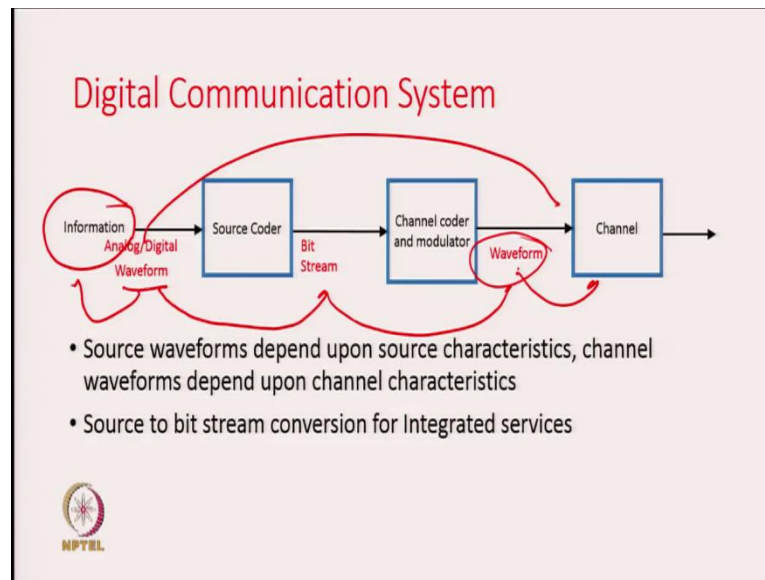 Digital Communication System
Information
Analog/Digital
Waveform
Source Coder
Bit
Stream
Channel coder
and modulator
Waveform
Channel
• Source waveforms depend upon source characteristics, channel
waveforms depend upon channel characteristics
• Source to bit stream conversion for Integrated services
NPTEL